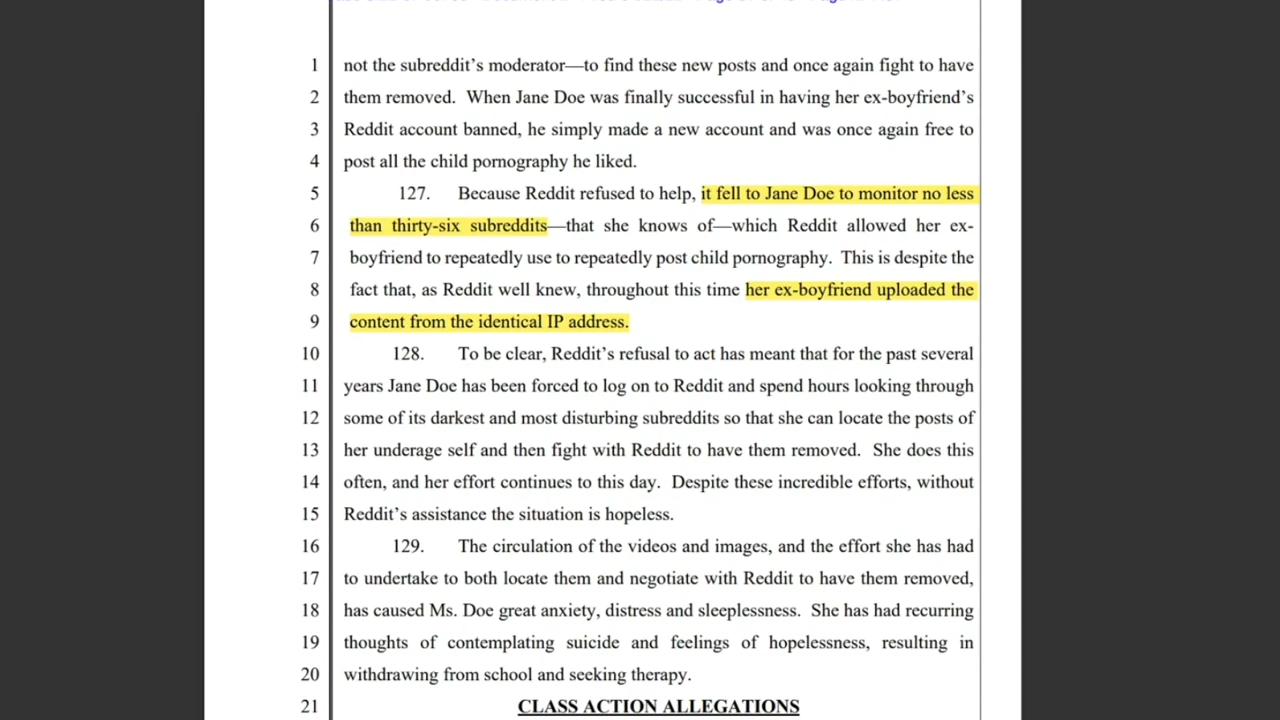 1 not the subreddit’s moderator—to find these new posts and once again fight to have
2 them removed. When Jane Doe was finally successful in having her ex-boyfriend’s
3 Reddit account banned, he simply made a new account and was once again free to
4 post all the child pornography he liked.
5 127. Because Reddit refused to help, it fell to Jane Doe to monitor no less
6 than thirty-six subreddits—that she knows of—which Reddit allowed her ex-
7 boyfriend to repeatedly use to repeatedly post child pornography. This is despite the
8 fact that, as Reddit well knew, throughout this time her ex-boyfriend uploaded the
9 content from the identical IP address.
10 128. To be clear, Reddit’s refusal to act has meant that for the past several
11 years Jane Doe has been forced to log on to Reddit and spend hours looking through
12 some of its darkest and most disturbing subreddits so that she can locate the posts of
13 her underage self and then fight with Reddit to have them removed. She does this
14 often, and her effort continues to this day. Despite these incredible efforts, without
15 Reddit’s assistance the situation is hopeless.
16 129. The circulation of the videos and images, and the effort she has had
17 to undertake to both locate them and negotiate with Reddit to have them removed,
18 has caused Ms. Doe great anxiety, distress and sleeplessness. She has had recurring
19 thoughts of contemplating suicide and feelings of hopelessness, resulting in
20 withdrawing from school and seeking therapy.
21 CLASS ACTION ALLEGATIONS